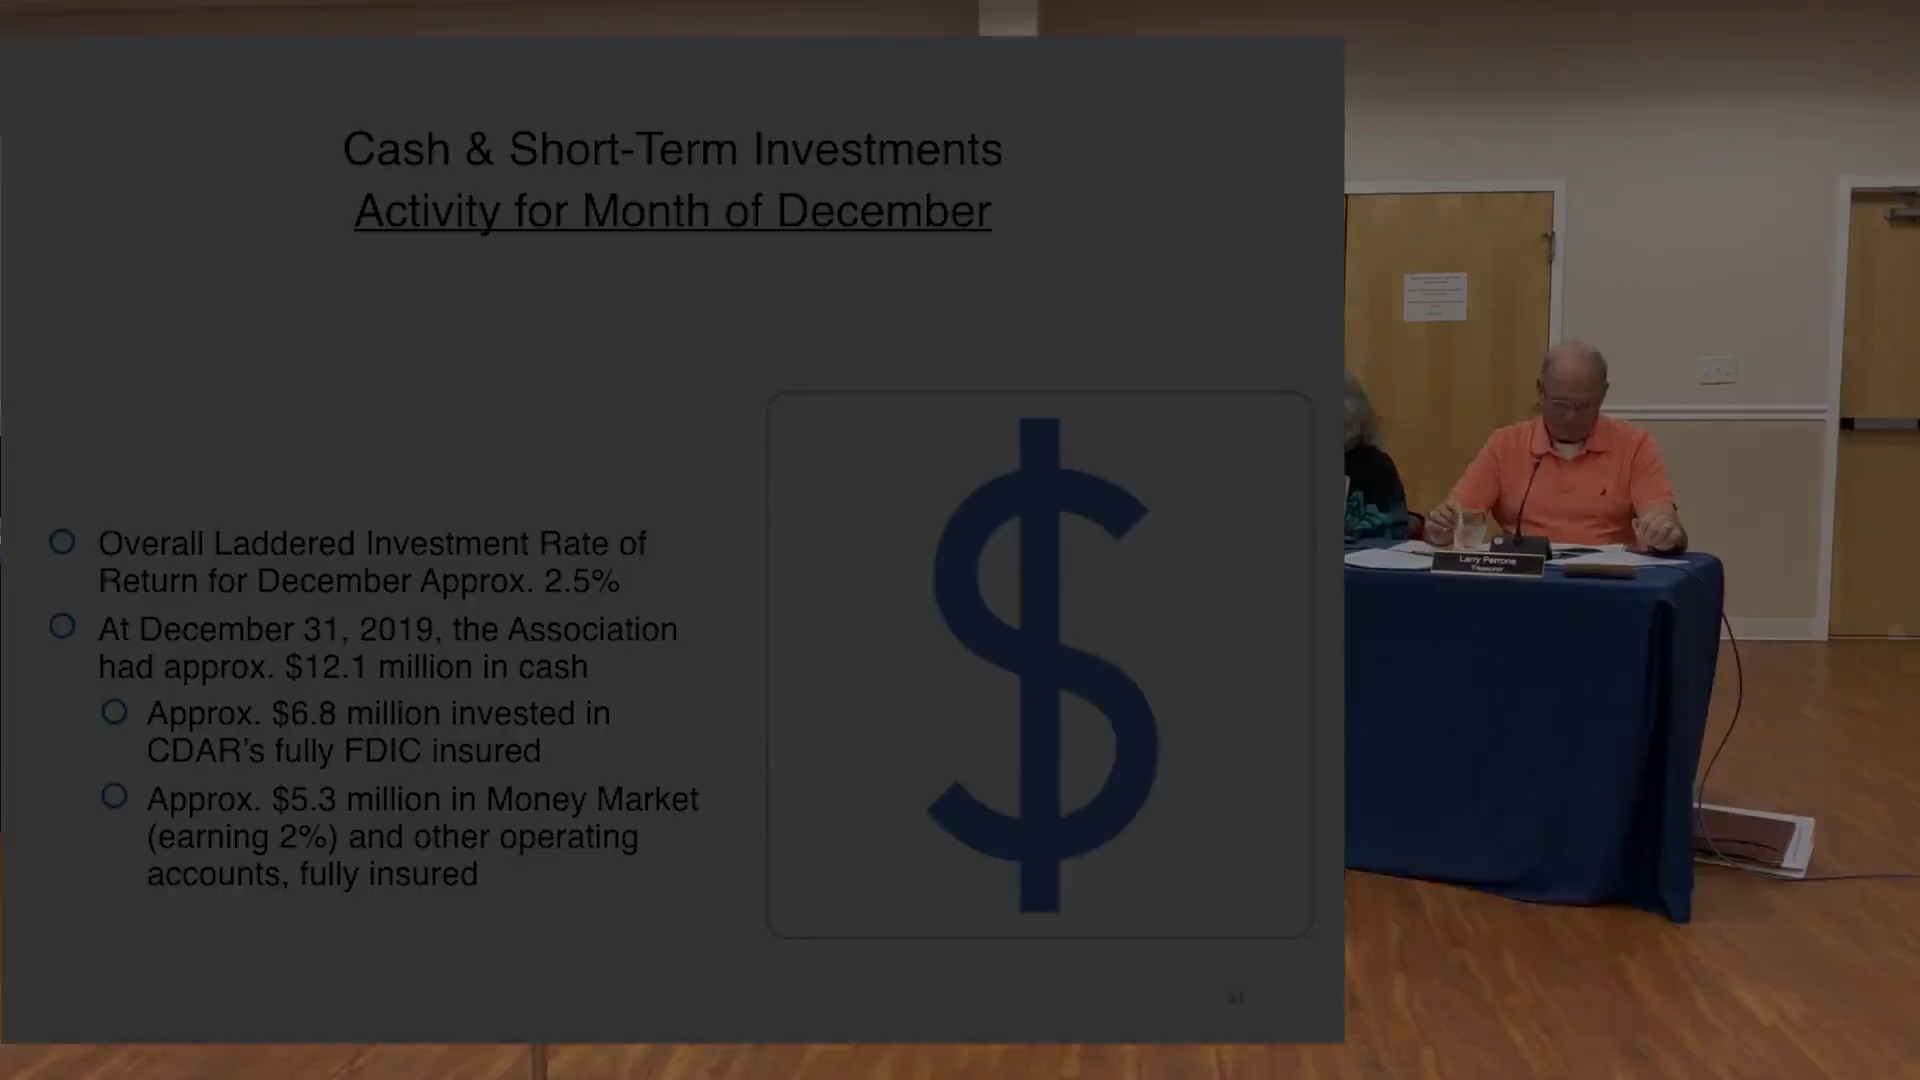 Cash & Short-Term Investments
Activity for Month of December
Overall Laddered Investment Rate of
Return for December Approx. 2.5%
At December 31, 2019, the Association
had approx. $12.1 million in cash
Approx. $6.8 million invested in
CDAR's fully FDIC insured
Approx. $5.3 million in Money Market
(earning 2%) and other operating
accounts, fully insured
$
Larry Perrone
Treasurer